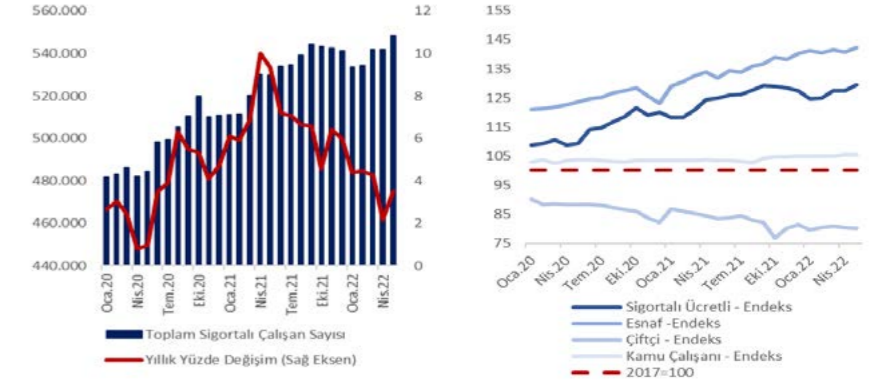 560.000
540.000
520.000
500.000
480.000
460.000
440.000
12
10
8
6
4
2
0
Oca.20
Nis.20
Tem.20
Eki.20
Oca.21
Nis.21
Tem.21
Eki.21
Oca.22
Nis.22
Toplam Sigortalı Çalışan Sayısı
Yıllık Yüzde Değişim (Sağ Eksen)
155
145
135
125
115
105
95
85
75
Oca.20
Nis.20
Tem.20
Eki.20
Oca.21
Nis.21
Tem.21
Eki.21
Oca.22
Nis.22
Sigortalı Ücretli - Endeks
Esnaf -Endeks
Çiftçi - Endeks
Kamu Çalışanı - Endeks
2017=100